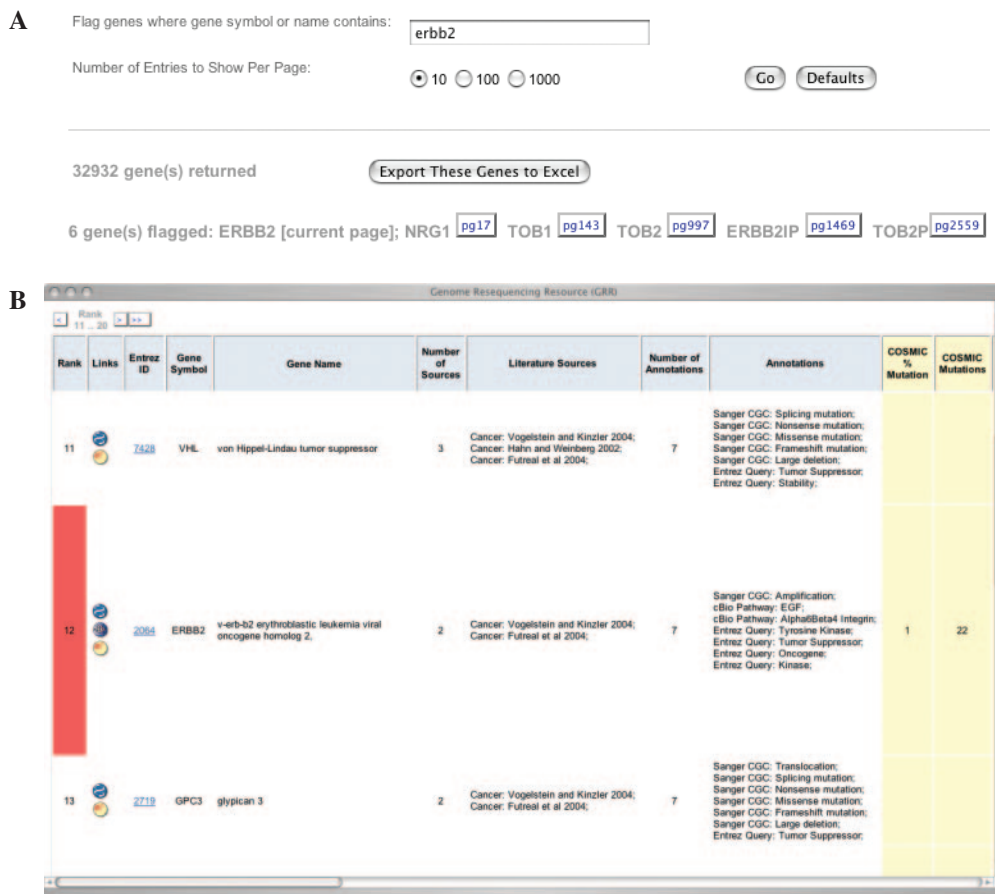 A
Flag genes where gene symbol or name contains:
erbb2
Number of Entries to Show Per Page:
10 100 1000
Go Defaults
32932 gene(s) returned
Export These Genes to Excel
6 gene(s) flagged: ERBB2 [current page]; NRG1 pg17 TOB1 pg143 TOB2 pg997 ERBB2IP pg1469 TOB2P pg2559
B
Genome Resequencing Resource (GRR)
< Rank > >>
11 .. 20
Rank Links Entrez ID Gene Symbol Gene Name Number of Sources Literature Sources Number of Annotations Annotations COSMIC % Mutation COSMIC Mutations
11 7428 VHL von Hippel-Lindau tumor suppressor 3
Cancer: Vogelstein and Kinzler 2004;
Cancer: Hahn and Weinberg 2002;
Cancer: Futreal et al 2004;
7
Sanger CGC: Splicing mutation;
Sanger CGC: Nonsense mutation;
Sanger CGC: Missense mutation;
Sanger CGC: Frameshift mutation;
Sanger CGC: Large deletion;
Entrez Query: Tumor Suppressor;
Entrez Query: Stability;
12 2064 ERBB2
v-erb-b2 erythroblastic leukemia viral
oncogene homolog 2,
2
Cancer: Vogelstein and Kinzler 2004;
Cancer: Futreal et al 2004;
7
Sanger CGC: Amplification;
cBio Pathway: EGF;
cBio Pathway: Alpha6Beta4 Integrin;
Entrez Query: Tyrosine Kinase;
Entrez Query: Tumor Suppressor;
Entrez Query: Oncogene;
Entrez Query: Kinase;
1 22
13 2719 GPC3 glypican 3 2
Cancer: Vogelstein and Kinzler 2004;
Cancer: Futreal et al 2004;
7
Sanger CGC: Translocation;
Sanger CGC: Splicing mutation;
Sanger CGC: Nonsense mutation;
Sanger CGC: Missense mutation;
Sanger CGC: Frameshift mutation;
Sanger CGC: Large deletion;
Entrez Query: Tumor Suppressor;